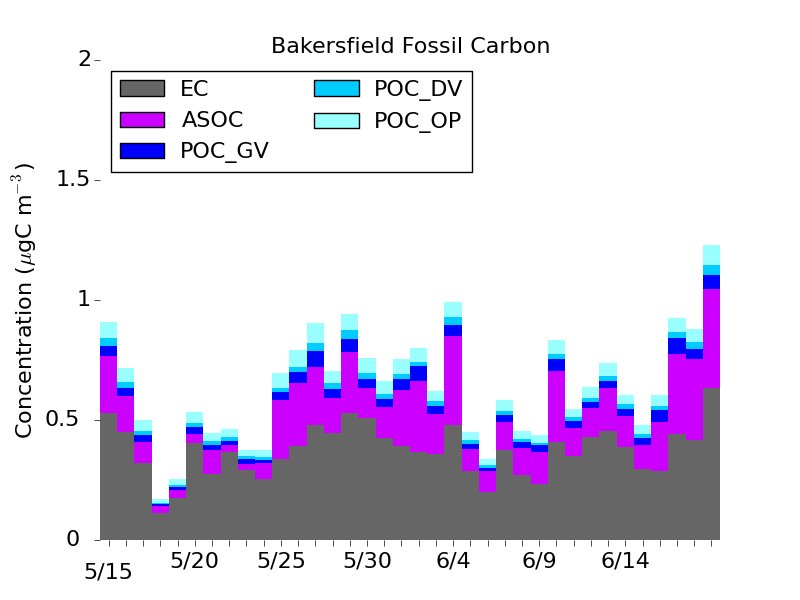 Bakersfield Fossil Carbon
2
1.5
1
0.5
0
Concentration (μgC m⁻³)
EC
ASOC
POC_GV
POC_DV
POC_OP
5/15
5/20
5/25
5/30
6/4
6/9
6/14